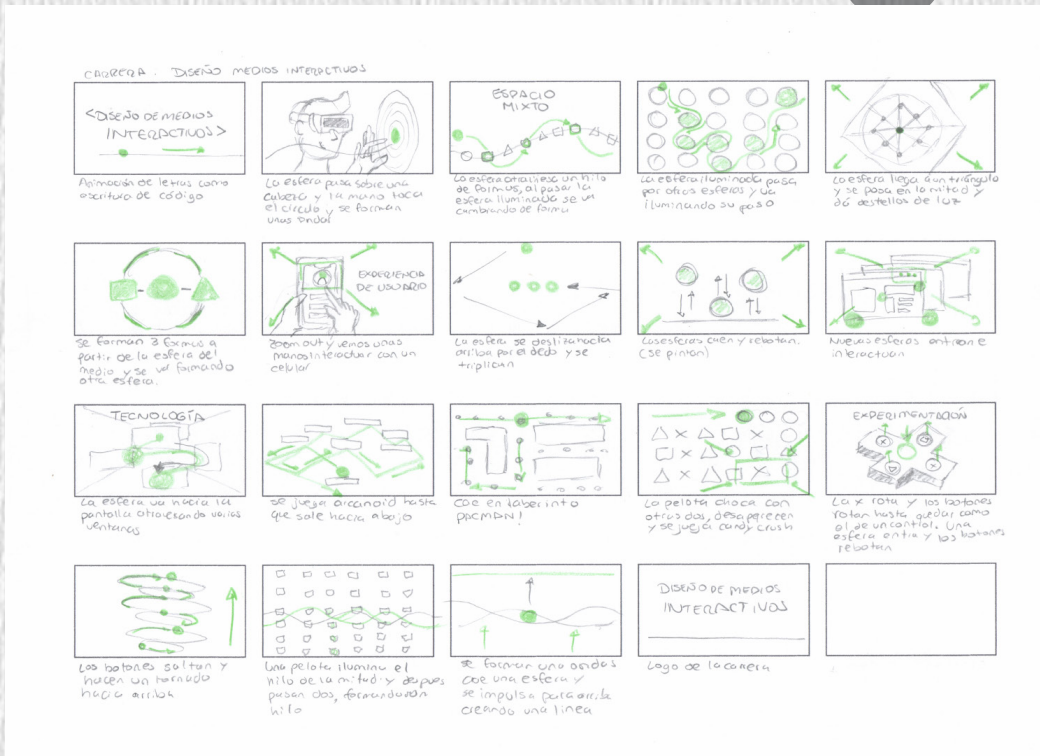 CARRERA: DISEÑO MEDIOS INTERACTIVOS
<DISEÑO DE MEDIOS
INTERACTIVOS>
Animación de letras como
escritura de código
La esfera pasa sobre una
cabeza y la mano toca
el círculo y se forman
unas ondas
ESPACIO
MIXTO
La esfera atraviesa un hilo
de formas, al pasar la
esfera iluminada se va
cambiando de forma
La esfera iluminada pasa
por otras esferas y va
iluminando su paso
La esfera llega a un triángulo
y se posa en la mitad y
dá destellos de luz
Se forman 3 formas a
partir de la esfera del
medio y se va formando
otra esfera.
EXPERIENCIA
DE USUARIO
Zoom out y vemos unas
manos interactuar con un
celular
La esfera se desliza hacia
arriba por el dedo y se
triplican
Las esferas caen y rebotan.
(se pintan)
Nuevas esferas entran e
interactuan
TECNOLOGÍA
La esfera va hacia la
pantalla atravesando varias
ventanas
se juega arcanoid hasta
que sale hacia abajo
Cae en laberinto
PACMAN!
La pelota choca con
otras dos, desaparecen
y se juega candy crush
EXPERIMENTACIÓN
La x rota y los botones
rotan hasta quedar como
el de un control. Una
esfera entra y los botones
rebotan
Los botones saltan y
hacen un tornado
hacia arriba
Una pelota ilumina el
hilo de la mitad y despues
pasan dos, formando un
hilo
se forman una ondas
cae una esfera y
se impulsa para arriba
creando una linea
DISEÑO DE MEDIOS
INTERACTIVOS
Logo de la carrera